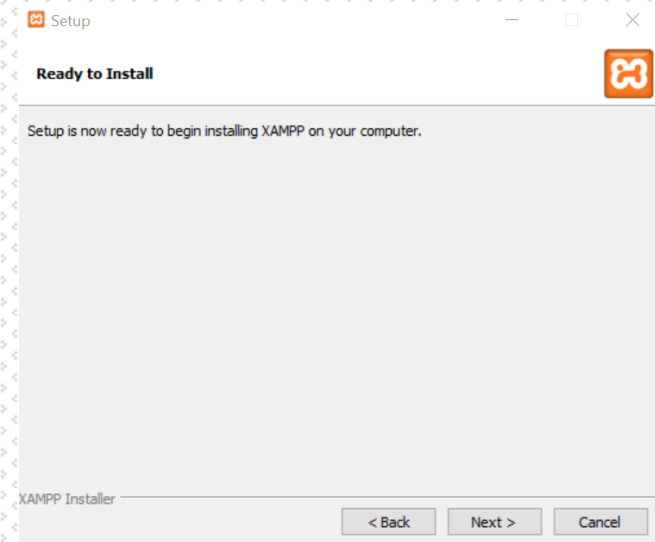 Setup
Ready to Install
Setup is now ready to begin installing XAMPP on your computer.
XAMPP Installer
< Back
Next >
Cancel